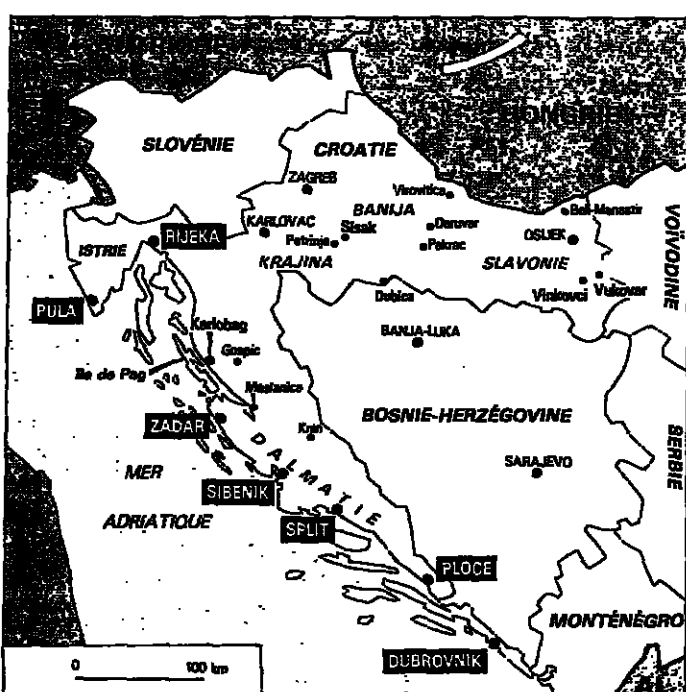 HONGRIE
SLOVÉNIE
CROATIE
ZAGREB
Virovitica
BANIJA
Beli-Manastir
VOÏVODINE
KARLOVAC
Sisak
Daruvar
RIJEKA
Petrinja
Pakrac
OSIJEK
ISTRIE
KRAJINA
SLAVONIE
Dubica
Vinkovci
Vukovar
PULA
Karlobag
BANJA-LUKA
Gospic
Ile de Pag
Maslenica
ZADAR
Knin
BOSNIE-HERZÉGOVINE
SERBIE
DALMATIE
SARAJEVO
MER
ADRIATIQUE
SIBENIK
SPLIT
PLOCE
MONTÉNÉGRO
DUBROVNIK
0 100 km